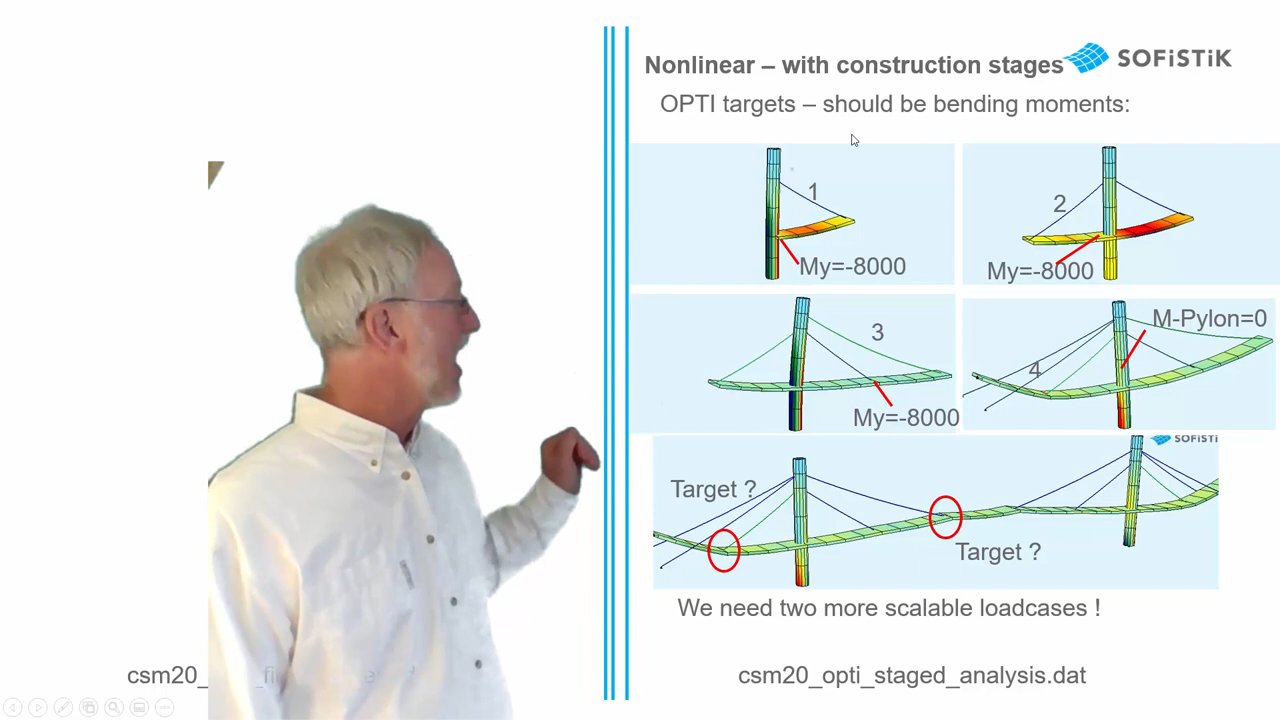 Nonlinear – with construction stages
SOFiSTiK
OPTI targets – should be bending moments:
1
My=-8000
2
My=-8000
3
My=-8000
M-Pylon=0
4
SOFiSTi
Target ?
Target ?
We need two more scalable loadcases !
csm20_
csm20_opti_staged_analysis.dat